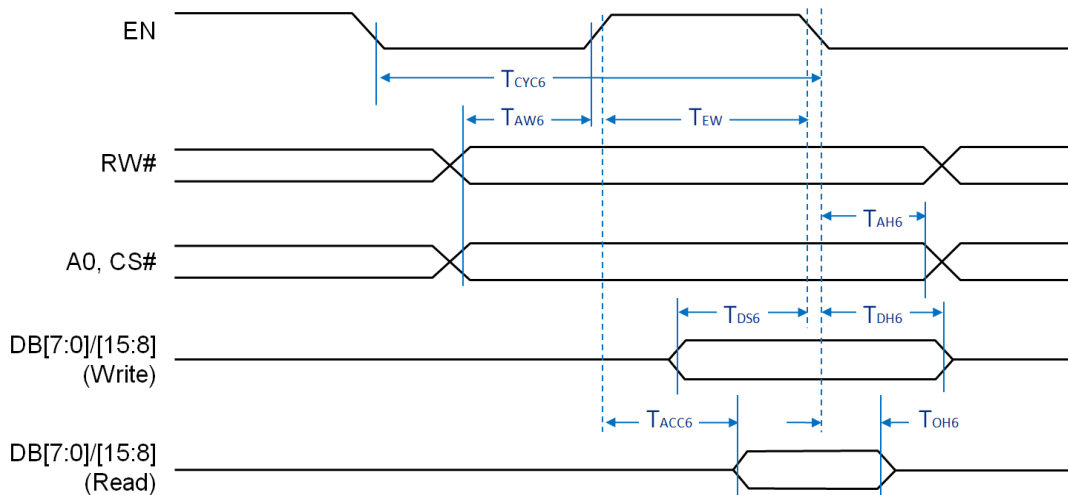 EN
TCYC6
TAW6
TEW
RW#
TAH6
A0, CS#
TDS6
TDH6
DB[7:0]/[15:8]
(Write)
TACC6
TOH6
DB[7:0]/[15:8]
(Read)